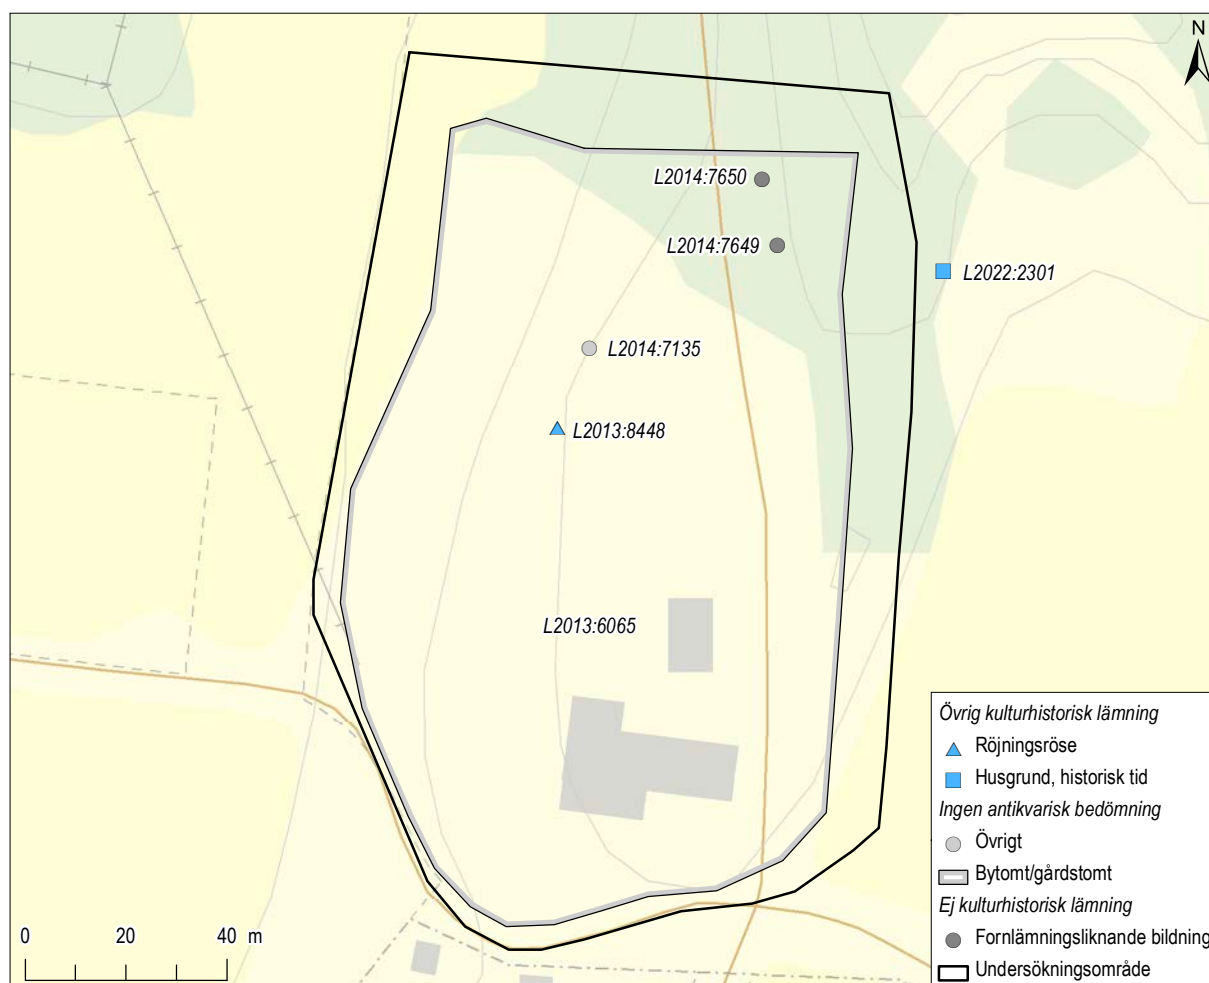 N
L2014:7650
L2014:7649
L2022:2301
L2014:7135
L2013:8448
L2013:6065
Övrig kulturhistorisk lämning
Röjningsröse
Husgrund, historisk tid
Ingen antikvarisk bedömning
Övrigt
Bytomt/gårdstomt
Ej kulturhistorisk lämning
Fornlämningsliknande bildning
Undersökningsområde
0 20 40 m